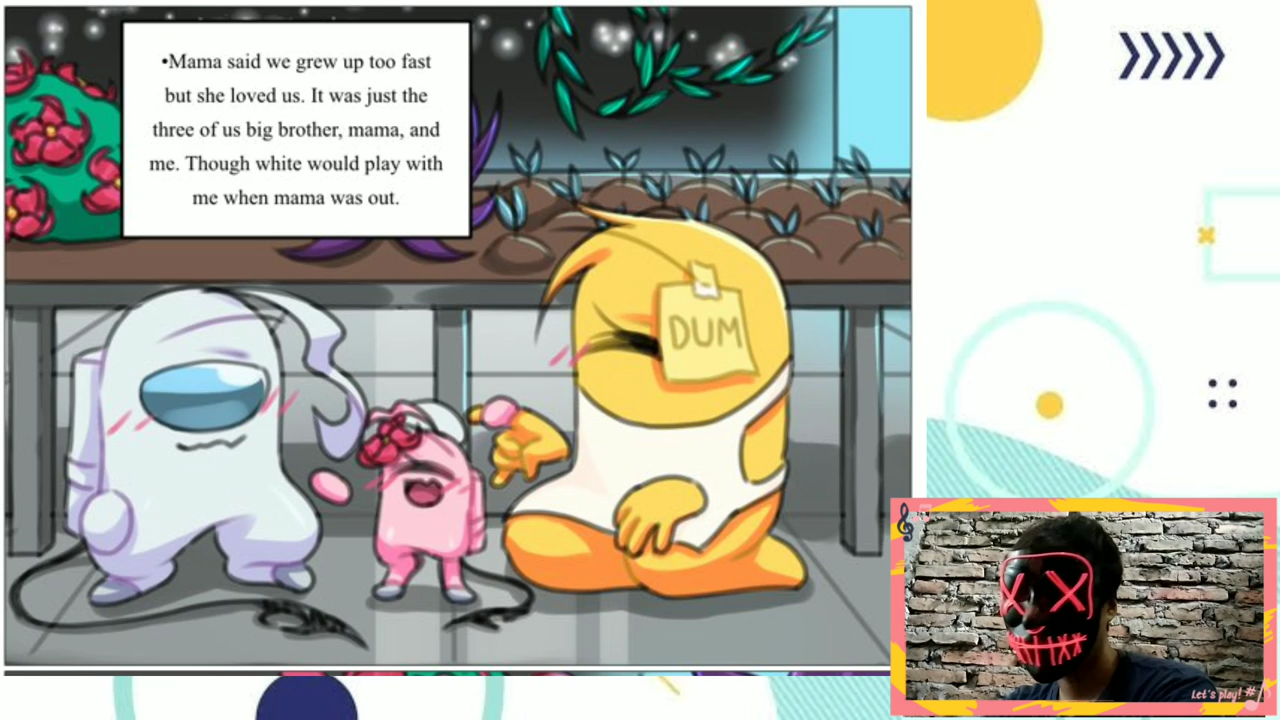 •Mama said we grew up too fast
but she loved us. It was just the
three of us big brother, mama, and
me. Though white would play with
me when mama was out.
DUM
Let's play! #